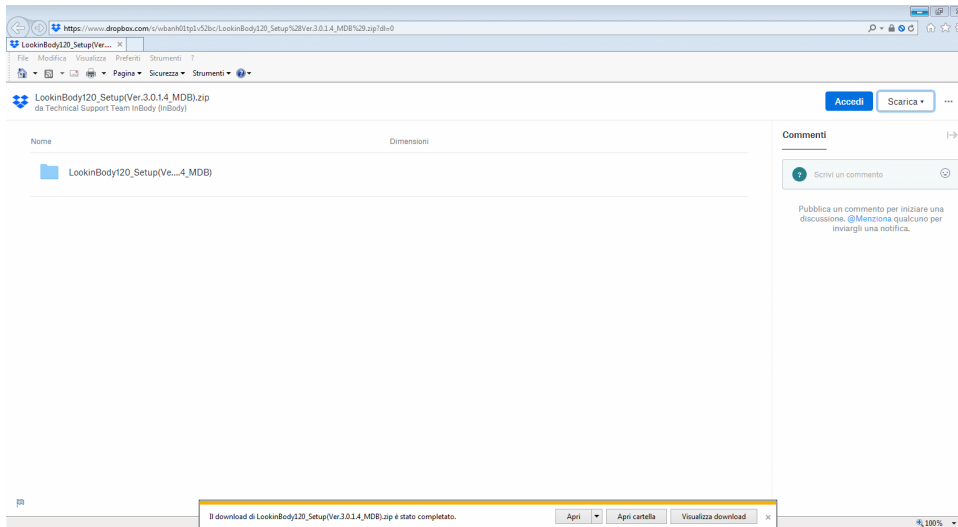 https://www.dropbox.com/s/wbanh01tp1v52bc/LookinBody120_Setup%28Ver.3.0.1.4_MDB%29.zip?dl=0
LookinBody120_Setup(Ver....
File Modifica Visualizza Preferiti Strumenti ?
Pagina Sicurezza Strumenti
LookinBody120_Setup(Ver.3.0.1.4_MDB).zip
da Technical Support Team InBody (InBody)
Accedi
Scarica
Nome
Dimensioni
LookinBody120_Setup(Ve....4_MDB)
Commenti
?
Scrivi un commento
Pubblica un commento per iniziare una
discussione. @Menziona qualcuno per
inviargli una notifica.
Il download di LookinBody120_Setup(Ver.3.0.1.4_MDB).zip è stato completato.
Apri
Apri cartella
Visualizza download
100%